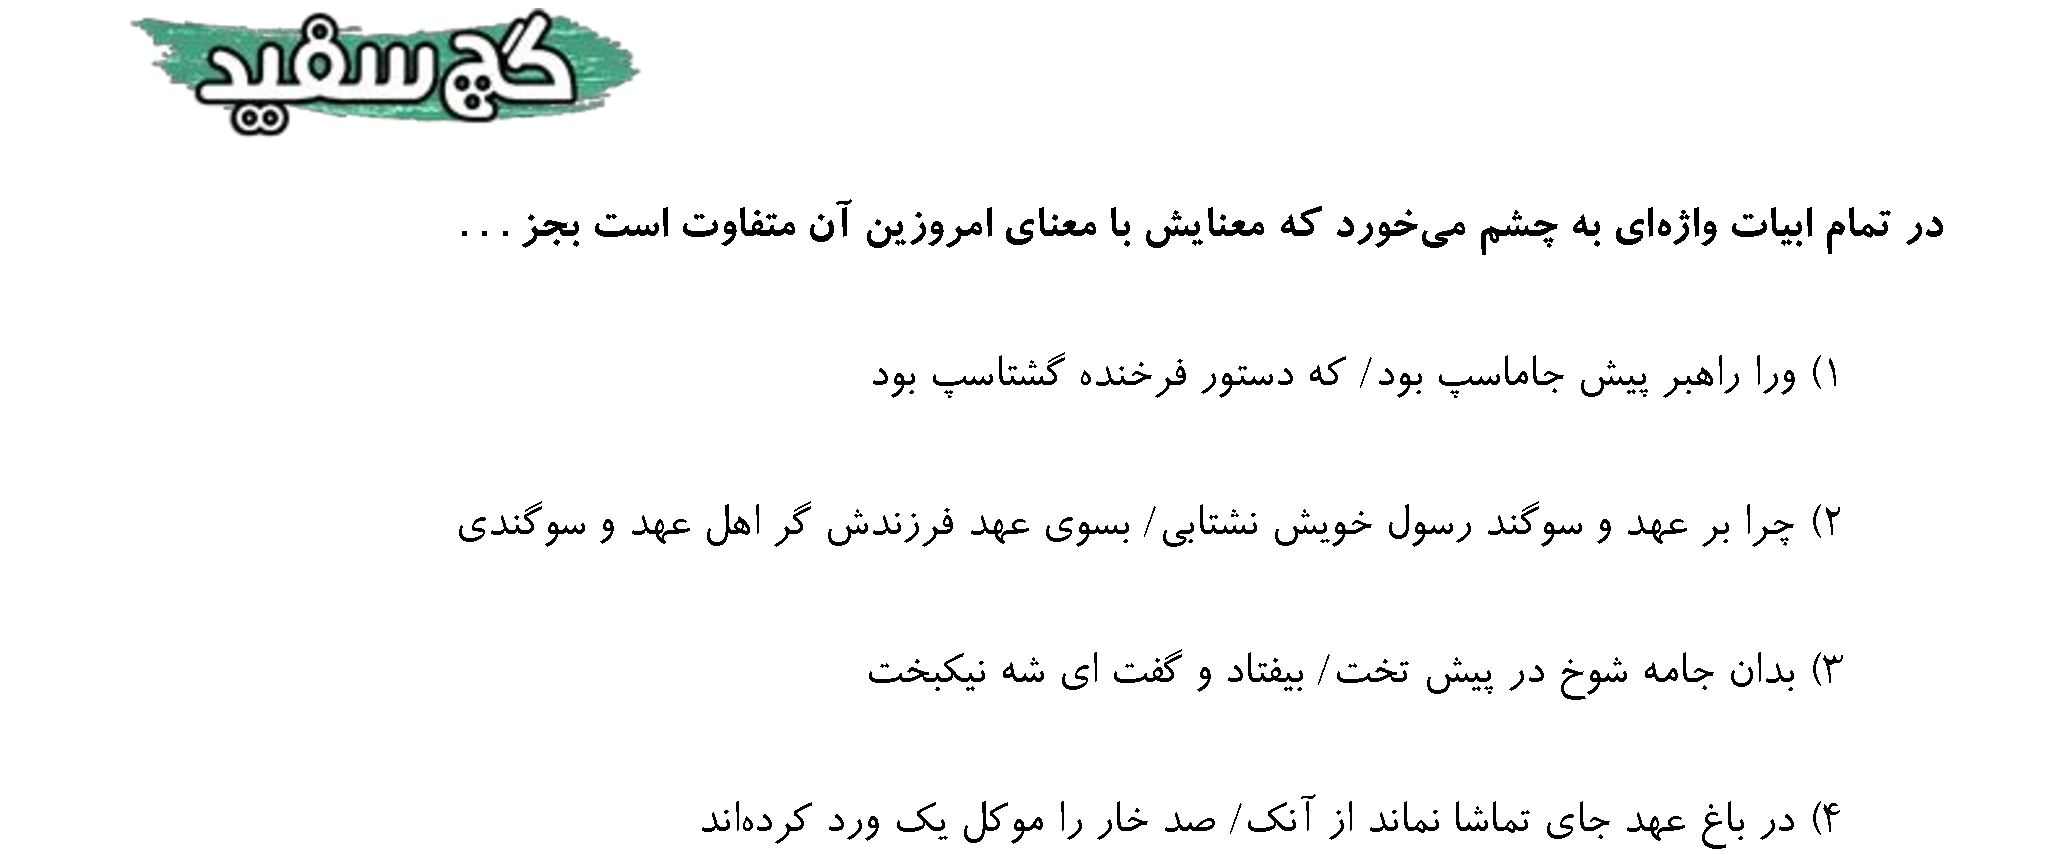 گچ سفید
در تمام ابیات واژه‌ای به چشم می‌خورد که معنایش با معنای امروزین آن متفاوت است بجز ...
۱) ورا راهبر پیش جاماسپ بود/ که دستور فرخنده گشتاسپ بود
۲) چرا بر عهد و سوگند رسول خویش نشتابی/ بسوی عهد فرزندش گر اهل عهد و سوگندی
۳) بدان جامه شوخ در پیش تخت/ بیفتاد و گفت ای شه نیکبخت
۴) در باغ عهد جای تماشا نماند از آنک/ صد خار را موکل یک ورد کرده‌اند